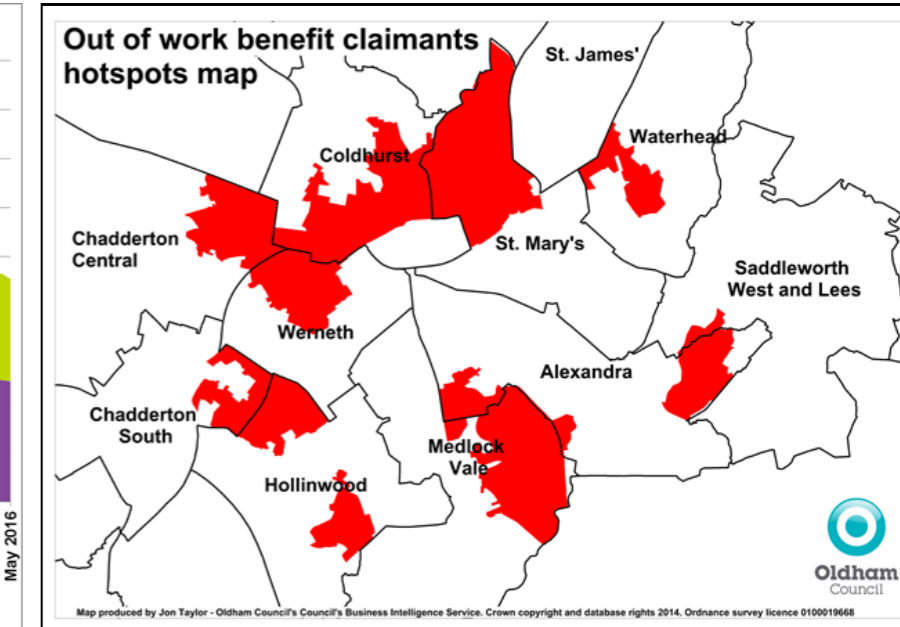 Out of work benefit claimants
hotspots map
St. James'
Waterhead
Coldhurst
Chadderton
Central
St. Mary's
Saddleworth
West and Lees
Werneth
Alexandra
Chadderton
South
Medlock
Vale
Hollinwood
May 2016
Oldham
Council
Map produced by Jon Taylor - Oldham Council's Council's Business Intelligence Service. Crown copyright and database rights 2014. Ordnance survey licence 0100019668